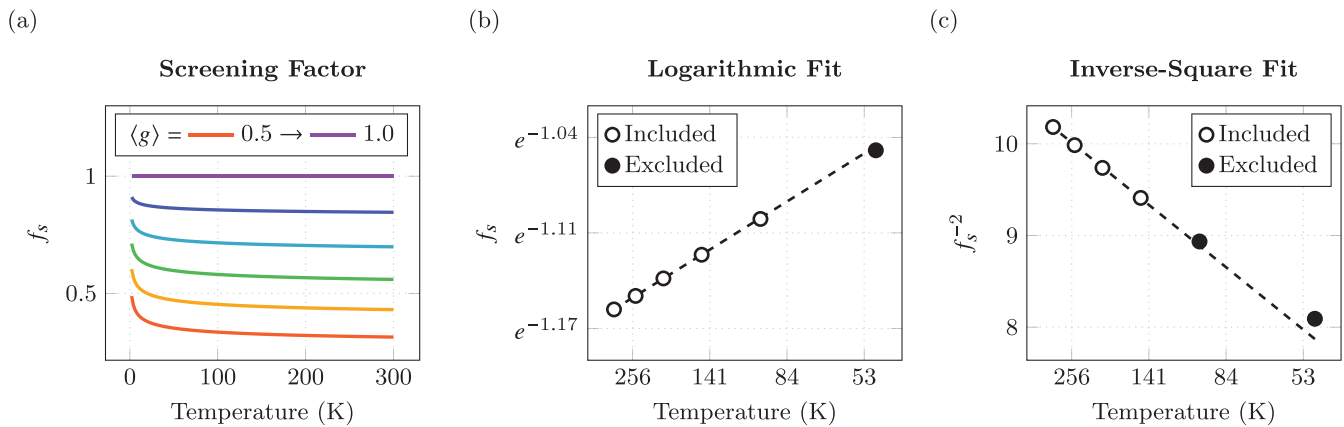 (a)
Screening Factor
⟨g⟩ = 0.5 → 1.0
1
0.5
f_s
0
100
200
300
Temperature (K)
(b)
Logarithmic Fit
Included
Excluded
e^{−1.04}
e^{−1.11}
e^{−1.17}
f_s
256
141
84
53
Temperature (K)
(c)
Inverse-Square Fit
Included
Excluded
10
9
8
f_s^{−2}
256
141
84
53
Temperature (K)